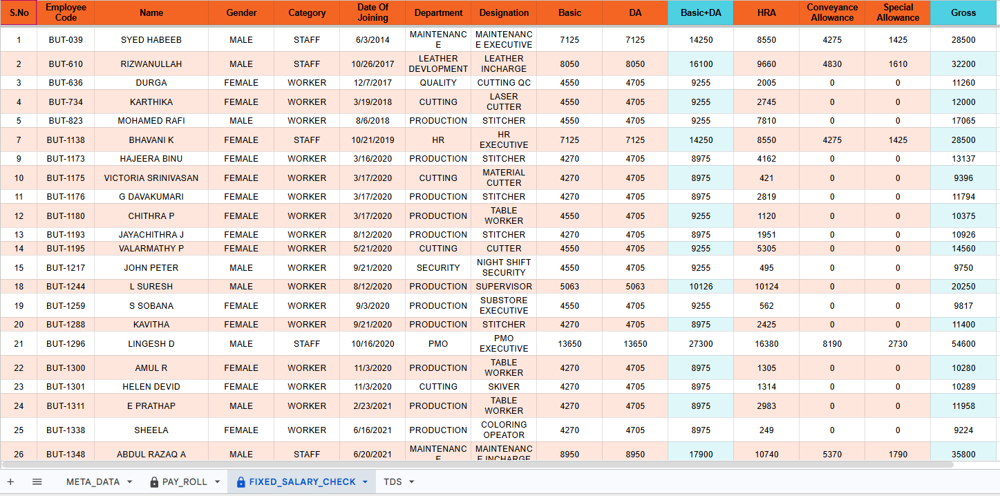 S.No Employee Code Name Gender Category Date Of Joining Department Designation Basic DA Basic+DA HRA Conveyance Allowance Special Allowance Gross
1 BUT-039 SYED HABEEB MALE STAFF 6/3/2014 MAINTENANCE MAINTENANCE EXECUTIVE 7125 7125 14250 8550 4275 1425 28500
2 BUT-610 RIZWANULLAH MALE STAFF 10/26/2017 LEATHER DEVLOPMENT LEATHER INCHARGE 8050 8050 16100 9660 4830 1610 32200
3 BUT-636 DURGA FEMALE WORKER 12/7/2017 QUALITY CUTTING QC 4550 4705 9255 2005 0 0 11260
4 BUT-734 KARTHIKA FEMALE WORKER 3/19/2018 CUTTING LASER CUTTER 4550 4705 9255 2745 0 0 12000
5 BUT-823 MOHAMED RAFI MALE WORKER 8/6/2018 PRODUCTION STITCHER 4550 4705 9255 7810 0 0 17065
7 BUT-1138 BHAVANI K FEMALE STAFF 10/21/2019 HR HR EXECUTIVE 7125 7125 14250 8550 4275 1425 28500
9 BUT-1173 HAJEERA BINU FEMALE WORKER 3/16/2020 PRODUCTION STITCHER 4270 4705 8975 4162 0 0 13137
10 BUT-1175 VICTORIA SRINIVASAN FEMALE WORKER 3/17/2020 CUTTING MATERIAL CUTTER 4270 4705 8975 421 0 0 9396
11 BUT-1176 G DAVAKUMARI FEMALE WORKER 3/17/2020 PRODUCTION STITCHER 4270 4705 8975 2819 0 0 11794
12 BUT-1180 CHITHRA P FEMALE WORKER 3/17/2020 PRODUCTION TABLE WORKER 4550 4705 9255 1120 0 0 10375
13 BUT-1193 JAYACHITHRA J FEMALE WORKER 8/12/2020 PRODUCTION STITCHER 4270 4705 8975 1951 0 0 10926
14 BUT-1195 VALARMATHY P FEMALE WORKER 5/21/2020 CUTTING CUTTER 4550 4705 9255 5305 0 0 14560
15 BUT-1217 JOHN PETER MALE WORKER 9/21/2020 SECURITY NIGHT SHIFT SECURITY 4550 4705 9255 495 0 0 9750
18 BUT-1244 L SURESH MALE WORKER 8/12/2020 PRODUCTION SUPERVISOR 5063 5063 10126 10124 0 0 20250
19 BUT-1259 S SOBANA FEMALE WORKER 9/3/2020 PRODUCTION SUBSTORE EXECUTIVE 4550 4705 9255 562 0 0 9817
20 BUT-1288 KAVITHA FEMALE WORKER 9/21/2020 PRODUCTION STITCHER 4270 4705 8975 2425 0 0 11400
21 BUT-1296 LINGESH D MALE STAFF 10/16/2020 PMO PMO EXECUTIVE 13650 13650 27300 16380 8190 2730 54600
22 BUT-1300 AMUL R FEMALE WORKER 11/3/2020 PRODUCTION TABLE WORKER 4270 4705 8975 1305 0 0 10280
23 BUT-1301 HELEN DEVID FEMALE WORKER 11/3/2020 CUTTING SKIVER 4270 4705 8975 1314 0 0 10289
24 BUT-1311 E PRATHAP MALE WORKER 2/23/2021 PRODUCTION TABLE WORKER 4270 4705 8975 2983 0 0 11958
25 BUT-1338 SHEELA FEMALE WORKER 6/16/2021 PRODUCTION COLORING OPEATOR 4270 4705 8975 249 0 0 9224
26 BUT-1348 ABDUL RAZAQ A MALE STAFF 6/20/2021 MAINTENANCE MAINTENANCE INCHARGE 8950 8950 17900 10740 5370 1790 35800
META_DATA PAY_ROLL FIXED_SALARY_CHECK TDS